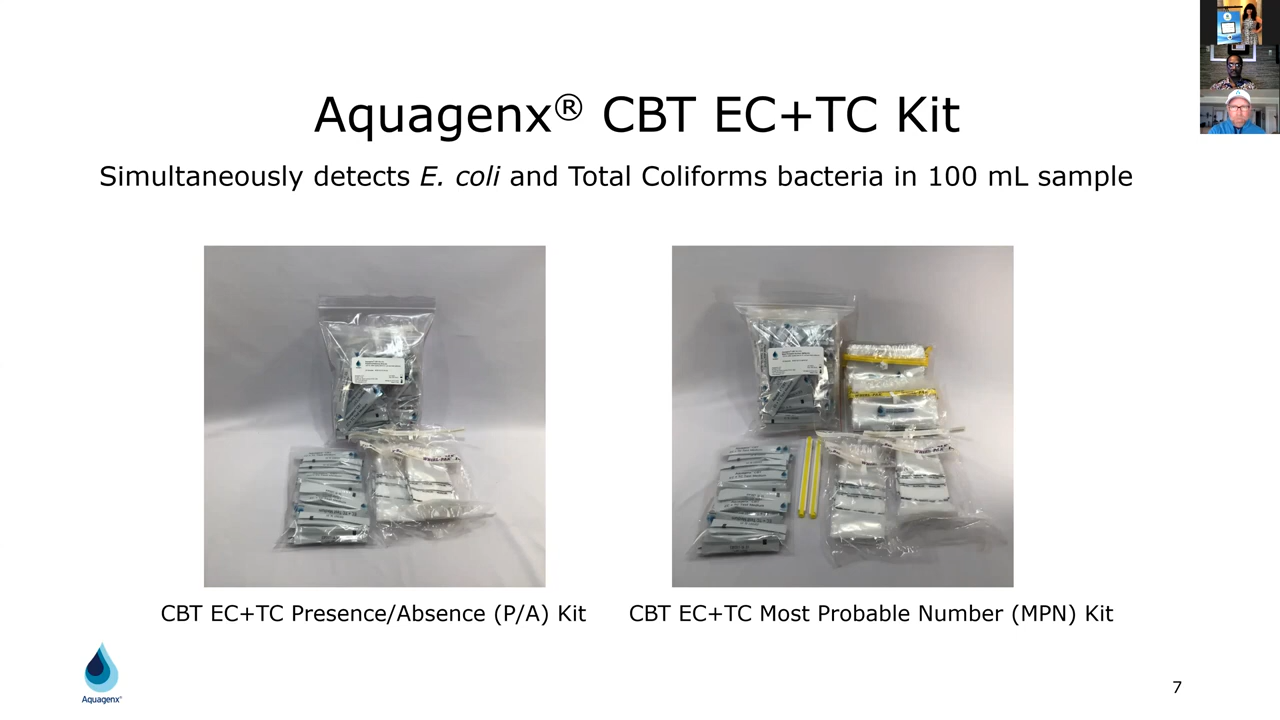 Aquagenx® CBT EC+TC Kit
Simultaneously detects E. coli and Total Coliforms bacteria in 100 mL sample
CBT EC+TC Presence/Absence (P/A) Kit
CBT EC+TC Most Probable Number (MPN) Kit
Aquagenx®
7